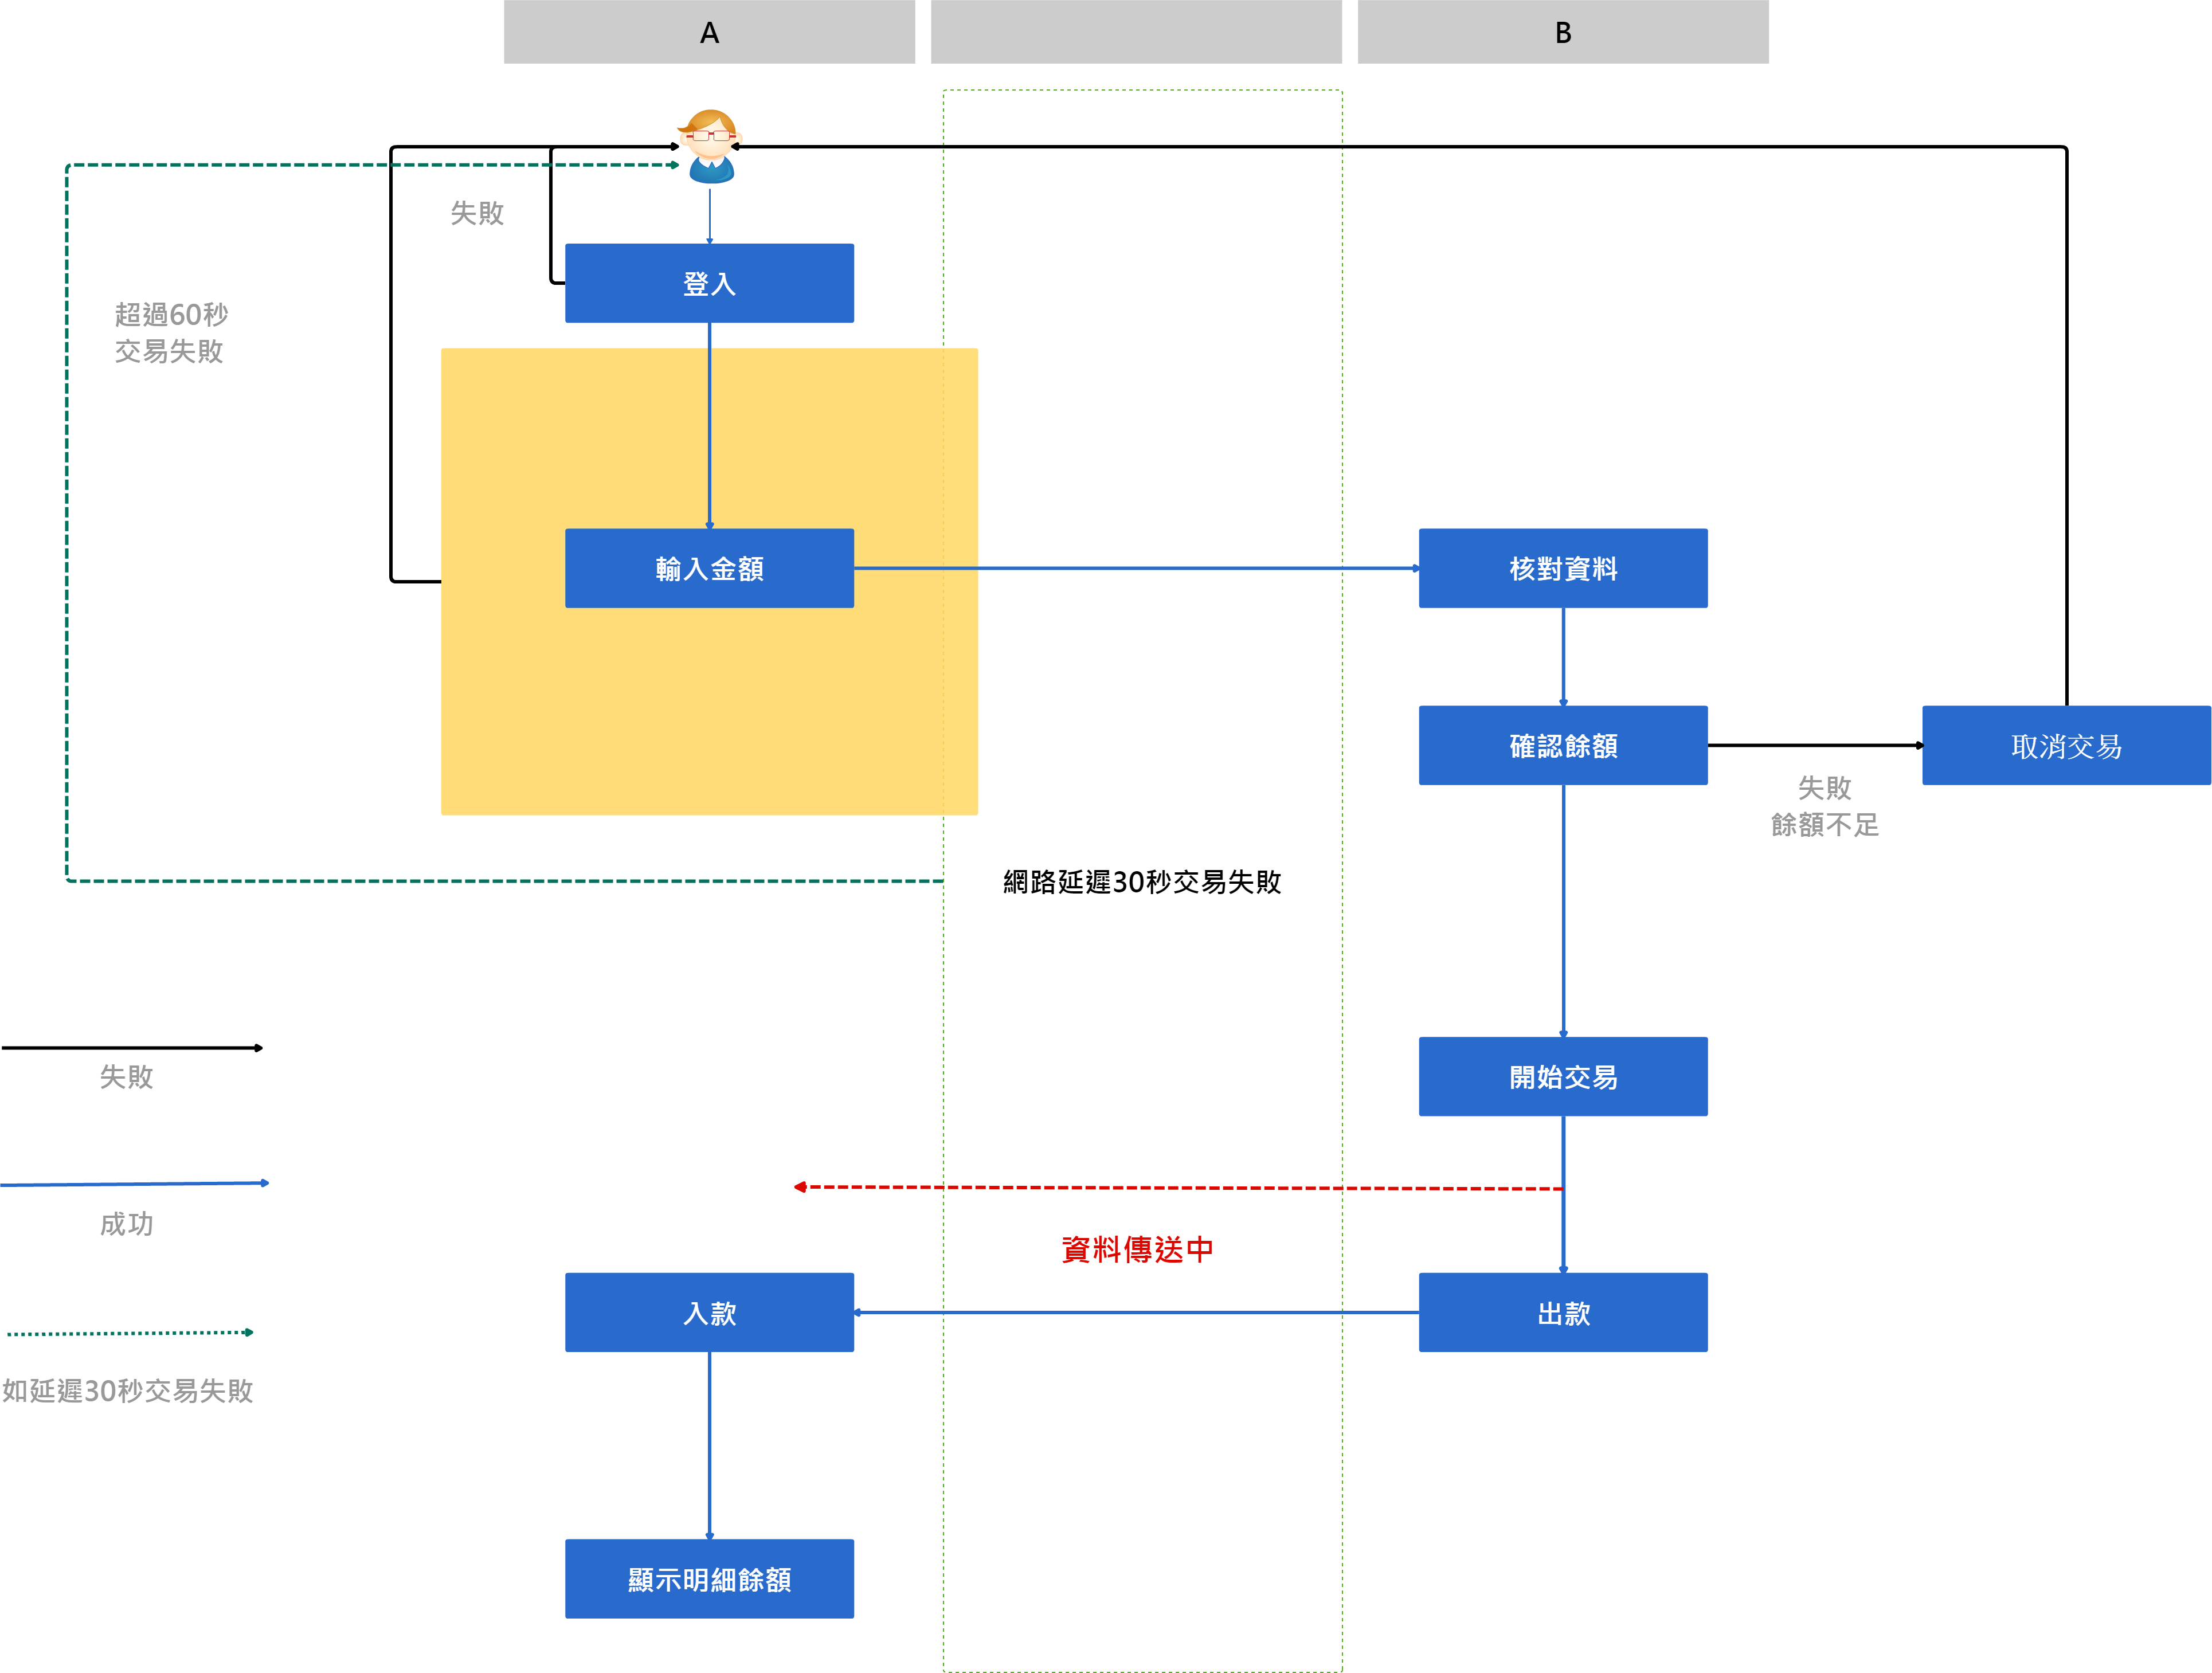 A
B
失敗
登入
超過60秒
交易失敗
輸入金額
核對資料
確認餘額
取消交易
失敗
餘額不足
網路延遲30秒交易失敗
失敗
開始交易
成功
資料傳送中
入款
出款
如延遲30秒交易失敗
顯示明細餘額